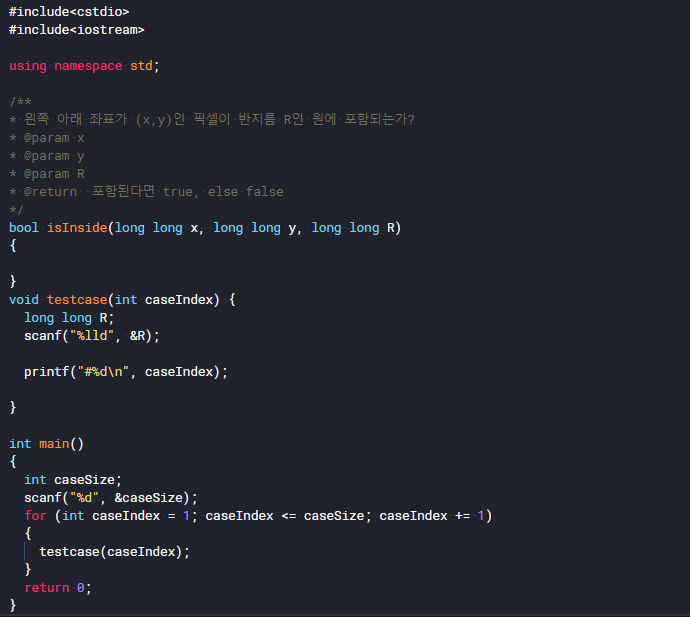 #include<cstdio>
#include<iostream>
using namespace std;
/**
* 왼쪽 아래 좌표가 (x,y)인 픽셀이 반지름 R인 원에 포함되는가?
* @param x
* @param y
* @param R
* @return  포함된다면 true, else false
*/
bool isInside(long long x, long long y, long long R)
{
}
void testcase(int caseIndex) {
  long long R;
  scanf("%lld", &R);
  printf("#%d\n", caseIndex);
}
int main()
{
  int caseSize;
  scanf("%d", &caseSize);
  for (int caseIndex = 1; caseIndex <= caseSize; caseIndex += 1)
  {
    testcase(caseIndex);
  }
  return 0;
}